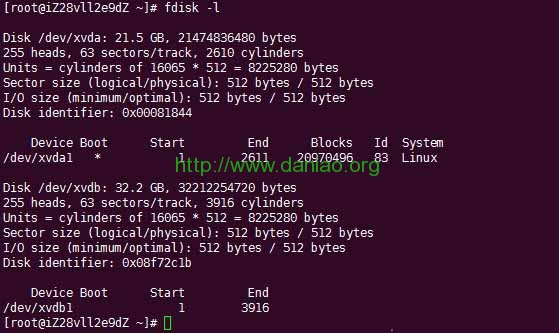 [root@iZ28vll2e9dZ ~]# fdisk -l
Disk /dev/xvda: 21.5 GB, 21474836480 bytes
255 heads, 63 sectors/track, 2610 cylinders
Units = cylinders of 16065 * 512 = 8225280 bytes
Sector size (logical/physical): 512 bytes / 512 bytes
I/O size (minimum/optimal): 512 bytes / 512 bytes
Disk identifier: 0x00081844
Device Boot Start End Blocks Id System
/dev/xvda1 * 1 2611 20970496 83 Linux
http://www.daniao.org
Disk /dev/xvdb: 32.2 GB, 32212254720 bytes
255 heads, 63 sectors/track, 3916 cylinders
Units = cylinders of 16065 * 512 = 8225280 bytes
Sector size (logical/physical): 512 bytes / 512 bytes
I/O size (minimum/optimal): 512 bytes / 512 bytes
Disk identifier: 0x08f72c1b
Device Boot Start End
/dev/xvdb1 1 3916
[root@iZ28vll2e9dZ ~]#